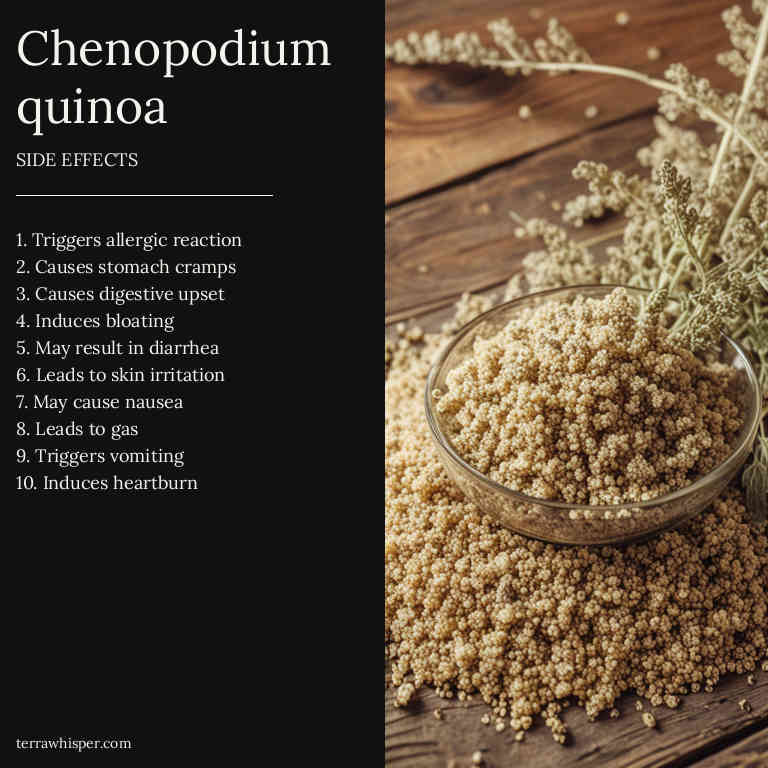 Chenopodium
quinoa
SIDE EFFECTS
1. Triggers allergic reaction
2. Causes stomach cramps
3. Causes digestive upset
4. Induces bloating
5. May result in diarrhea
6. Leads to skin irritation
7. May cause nausea
8. Leads to gas
9. Triggers vomiting
10. Induces heartburn
terrawhisper.com